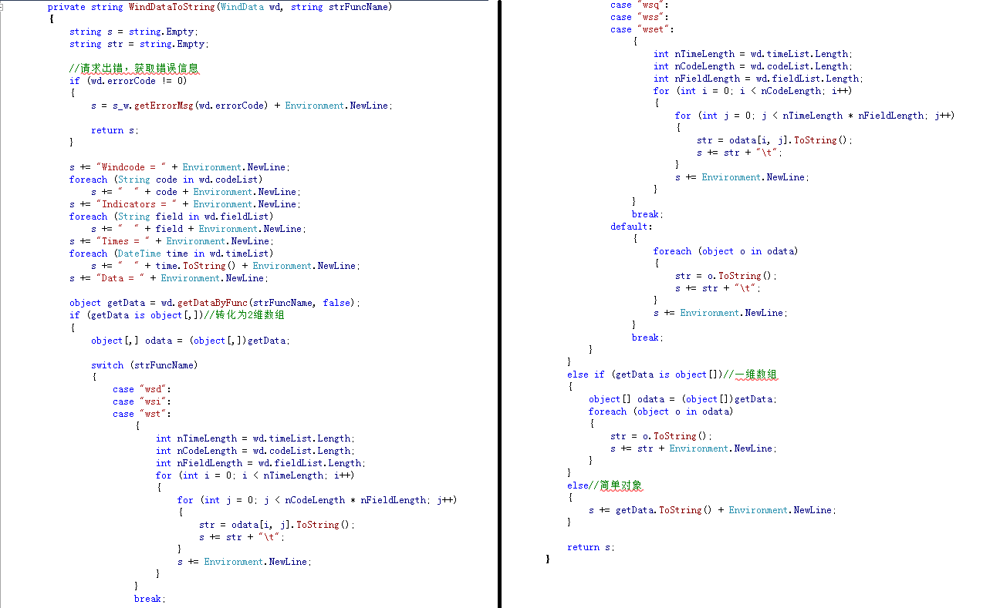 private string WindDataToString(WindData wd, string strFuncName)
{
string s = string.Empty;
string str = string.Empty;
//请求出错，获取错误信息
if (wd.errorCode != 0)
{
s = s_w.getErrorMsg(wd.errorCode) + Environment.NewLine;
return s;
}
s += "Windcode = " + Environment.NewLine;
foreach (String code in wd.codeList)
s += "  " + code + Environment.NewLine;
s += "Indicators = " + Environment.NewLine;
foreach (String field in wd.fieldList)
s += "  " + field + Environment.NewLine;
s += "Times = " + Environment.NewLine;
foreach (DateTime time in wd.timeList)
s += "  " + time.ToString() + Environment.NewLine;
s += "Data = " + Environment.NewLine;
object getData = wd.getDataByFunc(strFuncName, false);
if (getData is object[,])//转化为2维数组
{
object[,] odata = (object[,])getData;
switch (strFuncName)
{
case "wsd":
case "wsi":
case "wst":
{
int nTimeLength = wd.timeList.Length;
int nCodeLength = wd.codeList.Length;
int nFieldLength = wd.fieldList.Length;
for (int i = 0; i < nTimeLength; i++)
{
for (int j = 0; j < nCodeLength * nFieldLength; j++)
{
str = odata[i, j].ToString();
s += str + "\t";
}
s += Environment.NewLine;
}
}
break;
case "wsq":
case "wss":
case "wset":
{
int nTimeLength = wd.timeList.Length;
int nCodeLength = wd.codeList.Length;
int nFieldLength = wd.fieldList.Length;
for (int i = 0; i < nCodeLength; i++)
{
for (int j = 0; j < nTimeLength * nFieldLength; j++)
{
str = odata[i, j].ToString();
s += str + "\t";
}
s += Environment.NewLine;
}
}
break;
default:
{
foreach (object o in odata)
{
str = o.ToString();
s += str + "\t";
}
s += Environment.NewLine;
}
break;
}
}
else if (getData is object[])//一维数组
{
object[] odata = (object[])getData;
foreach (object o in odata)
{
str = o.ToString();
s += str + Environment.NewLine;
}
}
else//简单对象
{
s += getData.ToString() + Environment.NewLine;
}
return s;
}